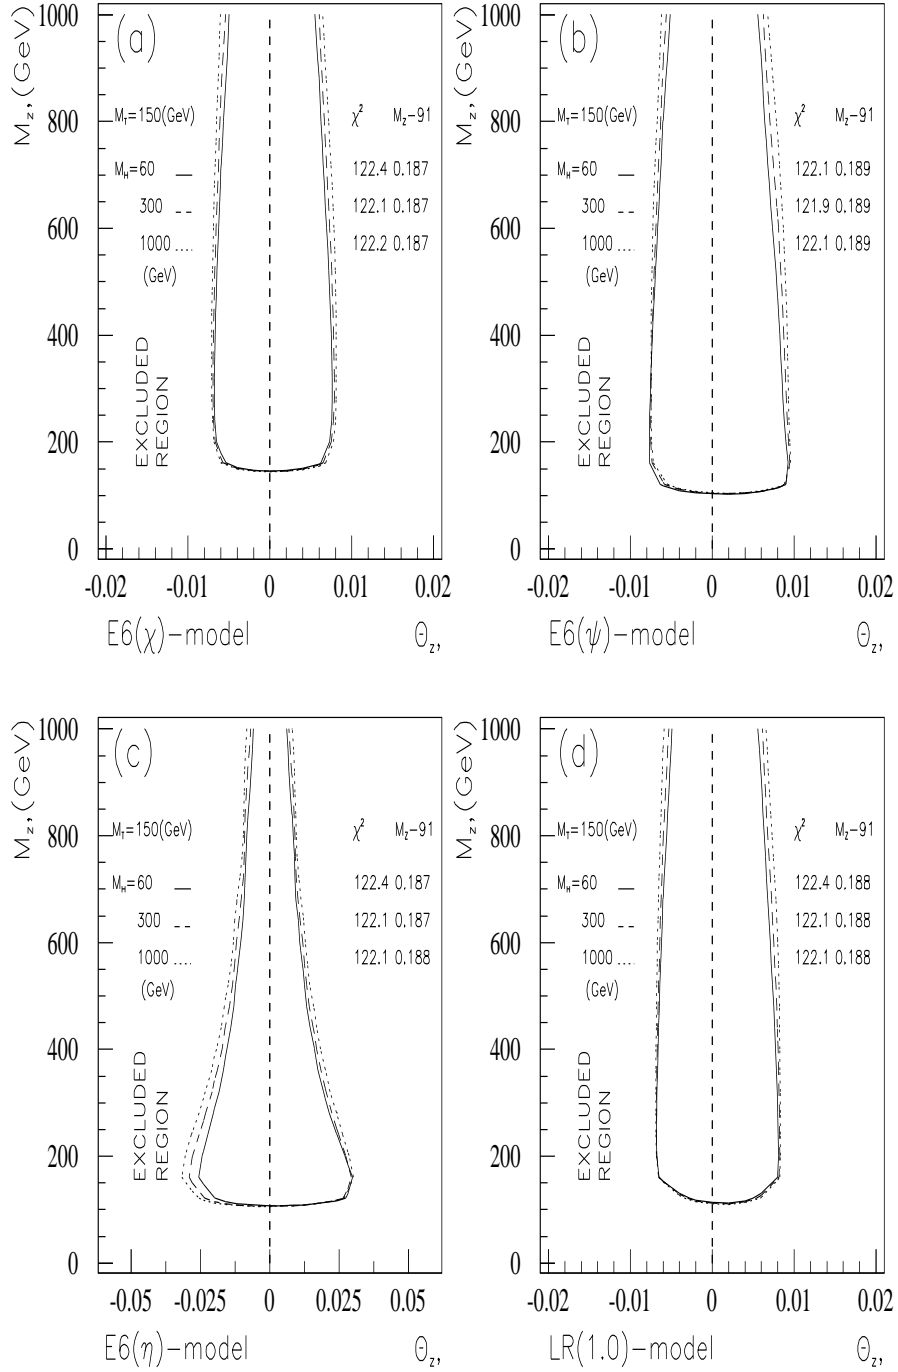 (a)
M_z, (GeV)
1000
800
600
400
200
0
M_T=150(GeV)
χ² M_z-91
M_H=60 122.4 0.187
300 122.1 0.187
1000 122.2 0.187
(GeV)
EXCLUDED
REGION
-0.02 -0.01 0 0.01 0.02
E6(χ)-model Θ_z,
(b)
M_z, (GeV)
1000
800
600
400
200
0
M_T=150(GeV)
χ² M_z-91
M_H=60 122.1 0.189
300 121.9 0.189
1000 122.1 0.189
(GeV)
EXCLUDED
REGION
-0.02 -0.01 0 0.01 0.02
E6(ψ)-model Θ_z,
(c)
M_z, (GeV)
1000
800
600
400
200
0
M_T=150(GeV)
χ² M_z-91
M_H=60 122.4 0.187
300 122.1 0.187
1000 122.1 0.188
(GeV)
EXCLUDED
REGION
-0.05 -0.025 0 0.025 0.05
E6(η)-model Θ_z,
(d)
M_z, (GeV)
1000
800
600
400
200
0
M_T=150(GeV)
χ² M_z-91
M_H=60 122.4 0.188
300 122.1 0.188
1000 122.1 0.188
(GeV)
EXCLUDED
REGION
-0.02 -0.01 0 0.01 0.02
LR(1.0)-model Θ_z,